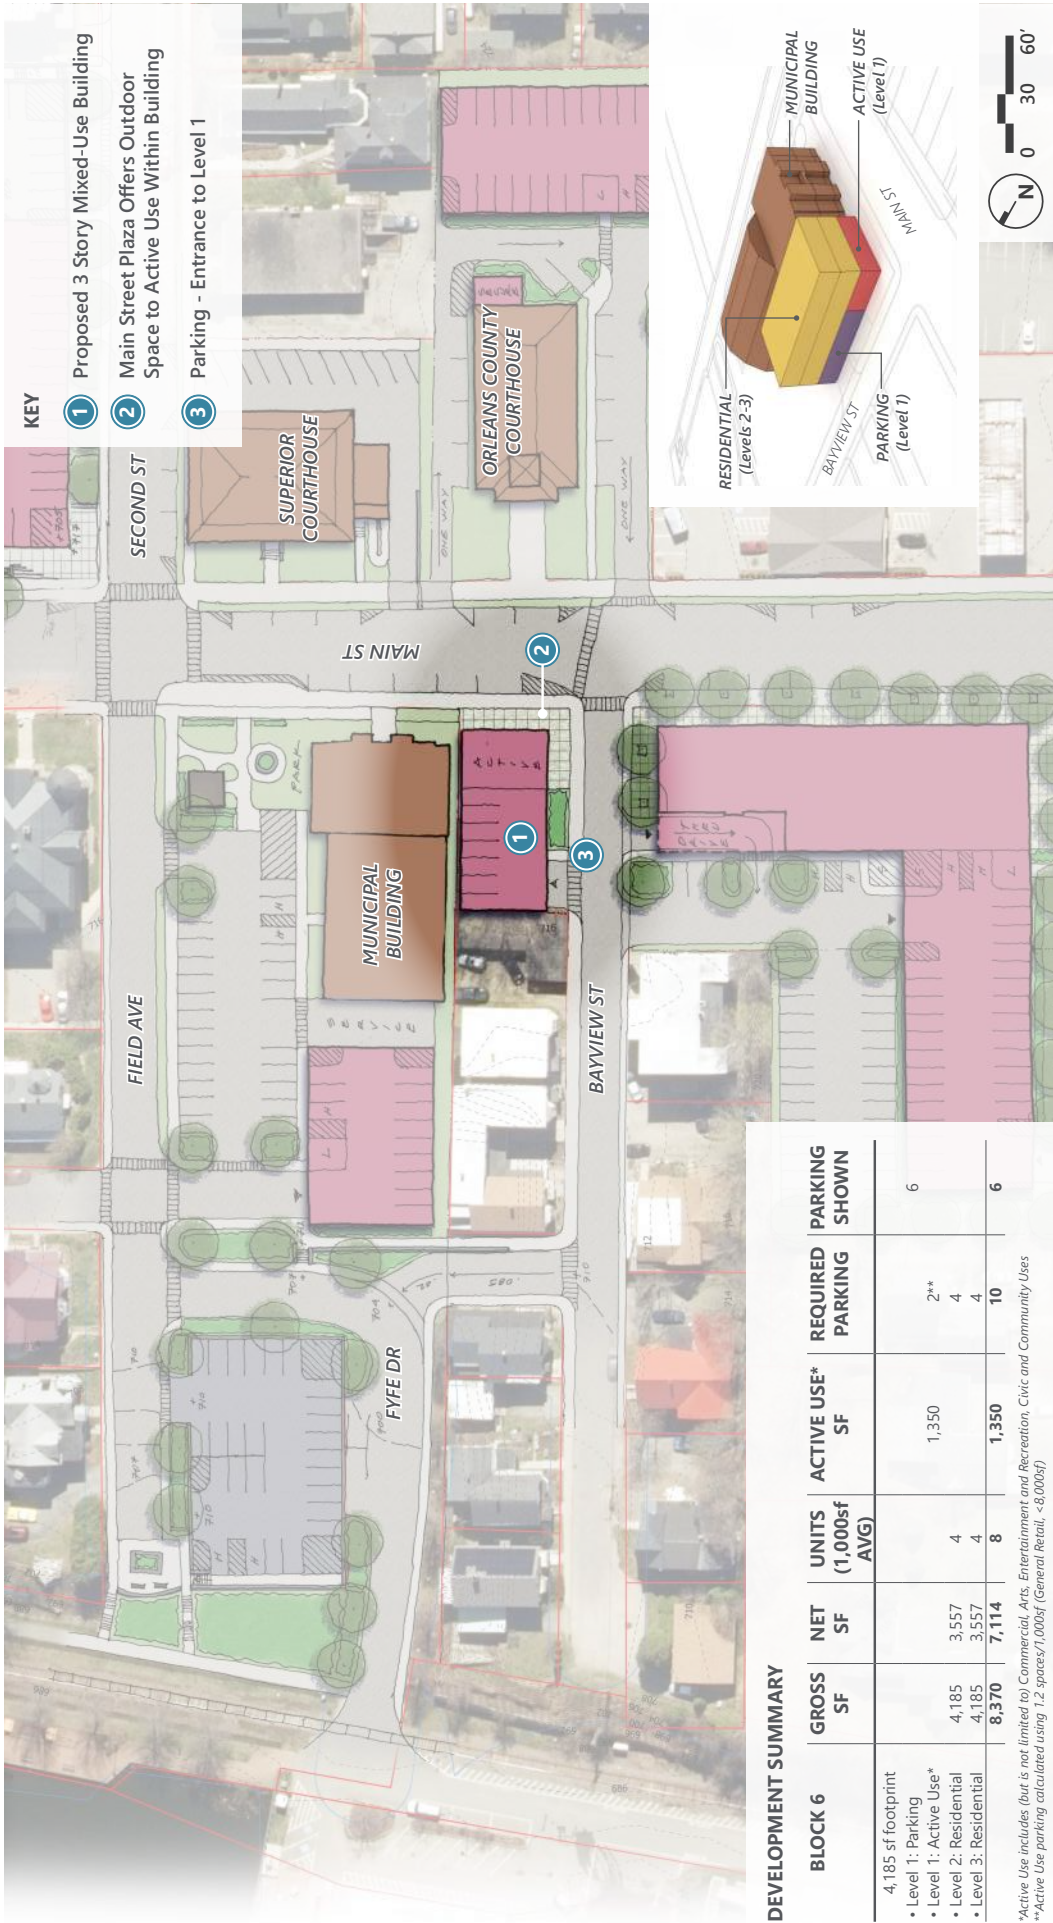 KEY
1 Proposed 3 Story Mixed-Use Building
2 Main Street Plaza Offers Outdoor
Space to Active Use Within Building
3 Parking - Entrance to Level 1
SECOND ST
SUPERIOR
COURTHOUSE
ORLEANS COUNTY
COURTHOUSE
ONE WAY
ONE WAY
MAIN ST
FIELD AVE
PARK
MUNICIPAL
BUILDING
SERVICE
ACTIVE
1
2
3
BAYVIEW ST
FYFE DR
RESIDENTIAL
(Levels 2-3)
MUNICIPAL
BUILDING
ACTIVE USE
(Level 1)
MAIN ST
BAYVIEW ST
PARKING
(Level 1)
N
0 30 60'
DEVELOPMENT SUMMARY
BLOCK 6 GROSS SF NET SF UNITS (1,000sf AVG) ACTIVE USE* SF REQUIRED PARKING PARKING SHOWN
4,185 sf footprint
• Level 1: Parking 6
• Level 1: Active Use* 1,350 2**
• Level 2: Residential 4,185 3,557 4 4
• Level 3: Residential 4,185 3,557 4 4
8,370 7,114 8 1,350 10 6
*Active Use includes (but is not limited to) Commercial, Arts, Entertainment and Recreation, Civic and Community Uses
**Active Use parking calculated using 1.2 spaces/1,000sf (General Retail, <8,000sf)